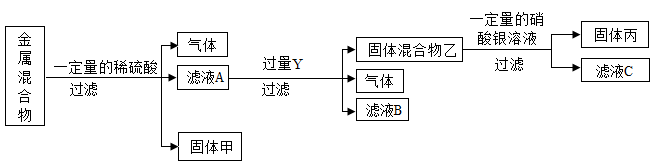 金属混合物
一定量的稀硫酸
过滤
气体
滤液A
固体甲
过量Y
过滤
固体混合物乙
气体
滤液B
一定量的硝
酸银溶液
过滤
固体丙
滤液C